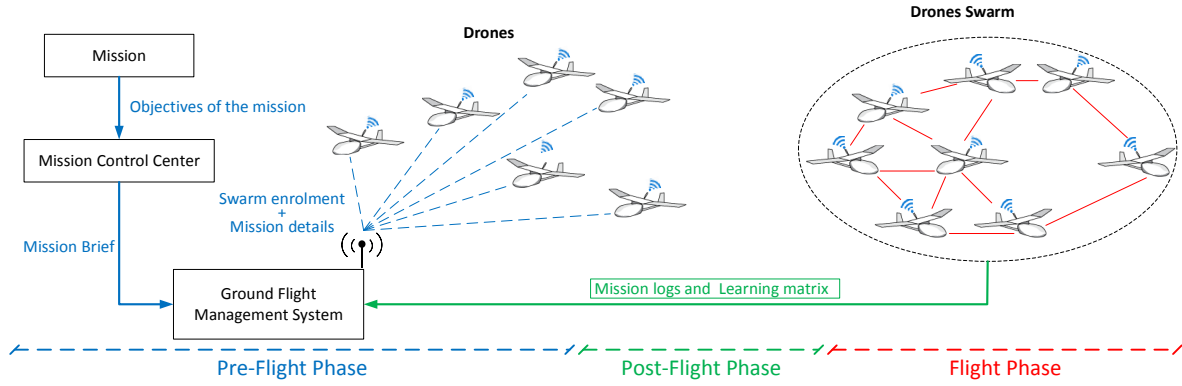 Drones
Drones Swarm
Mission
Objectives of the mission
Mission Control Center
Swarm enrolment
+
Mission details
Mission Brief
Ground Flight
Management System
Mission logs and Learning matrix
Pre-Flight Phase
Post-Flight Phase
Flight Phase